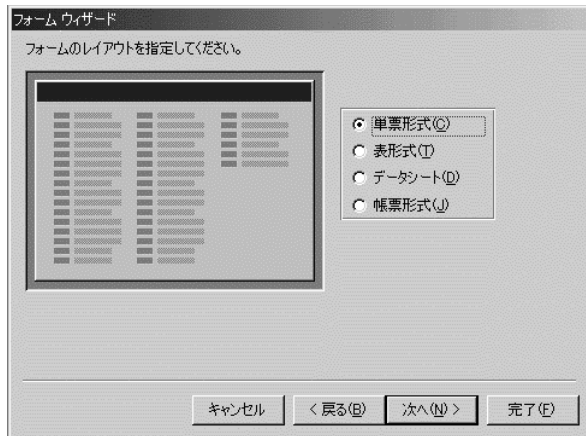 フォーム ウィザード
フォームのレイアウトを指定してください。
単票形式(C)
表形式(T)
データシート(D)
帳票形式(J)
キャンセル
< 戻る(B)
次へ(N) >
完了(F)